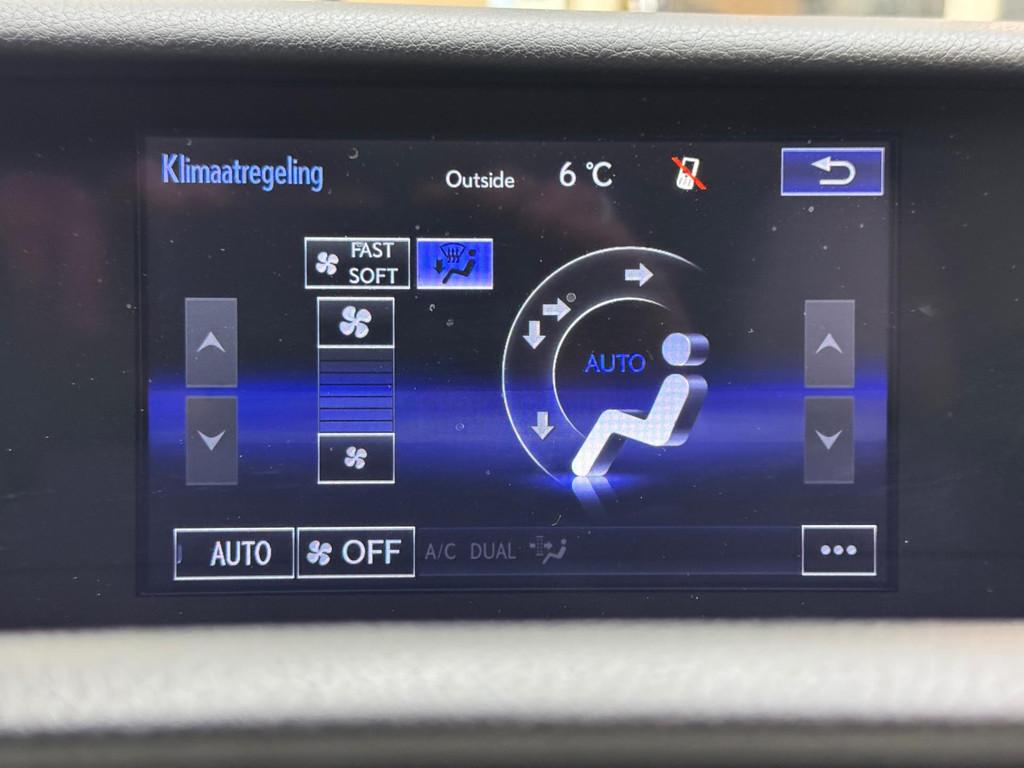 Klimaatregeling
Outside 6 °C
FAST
SOFT
AUTO
AUTO OFF A/C DUAL